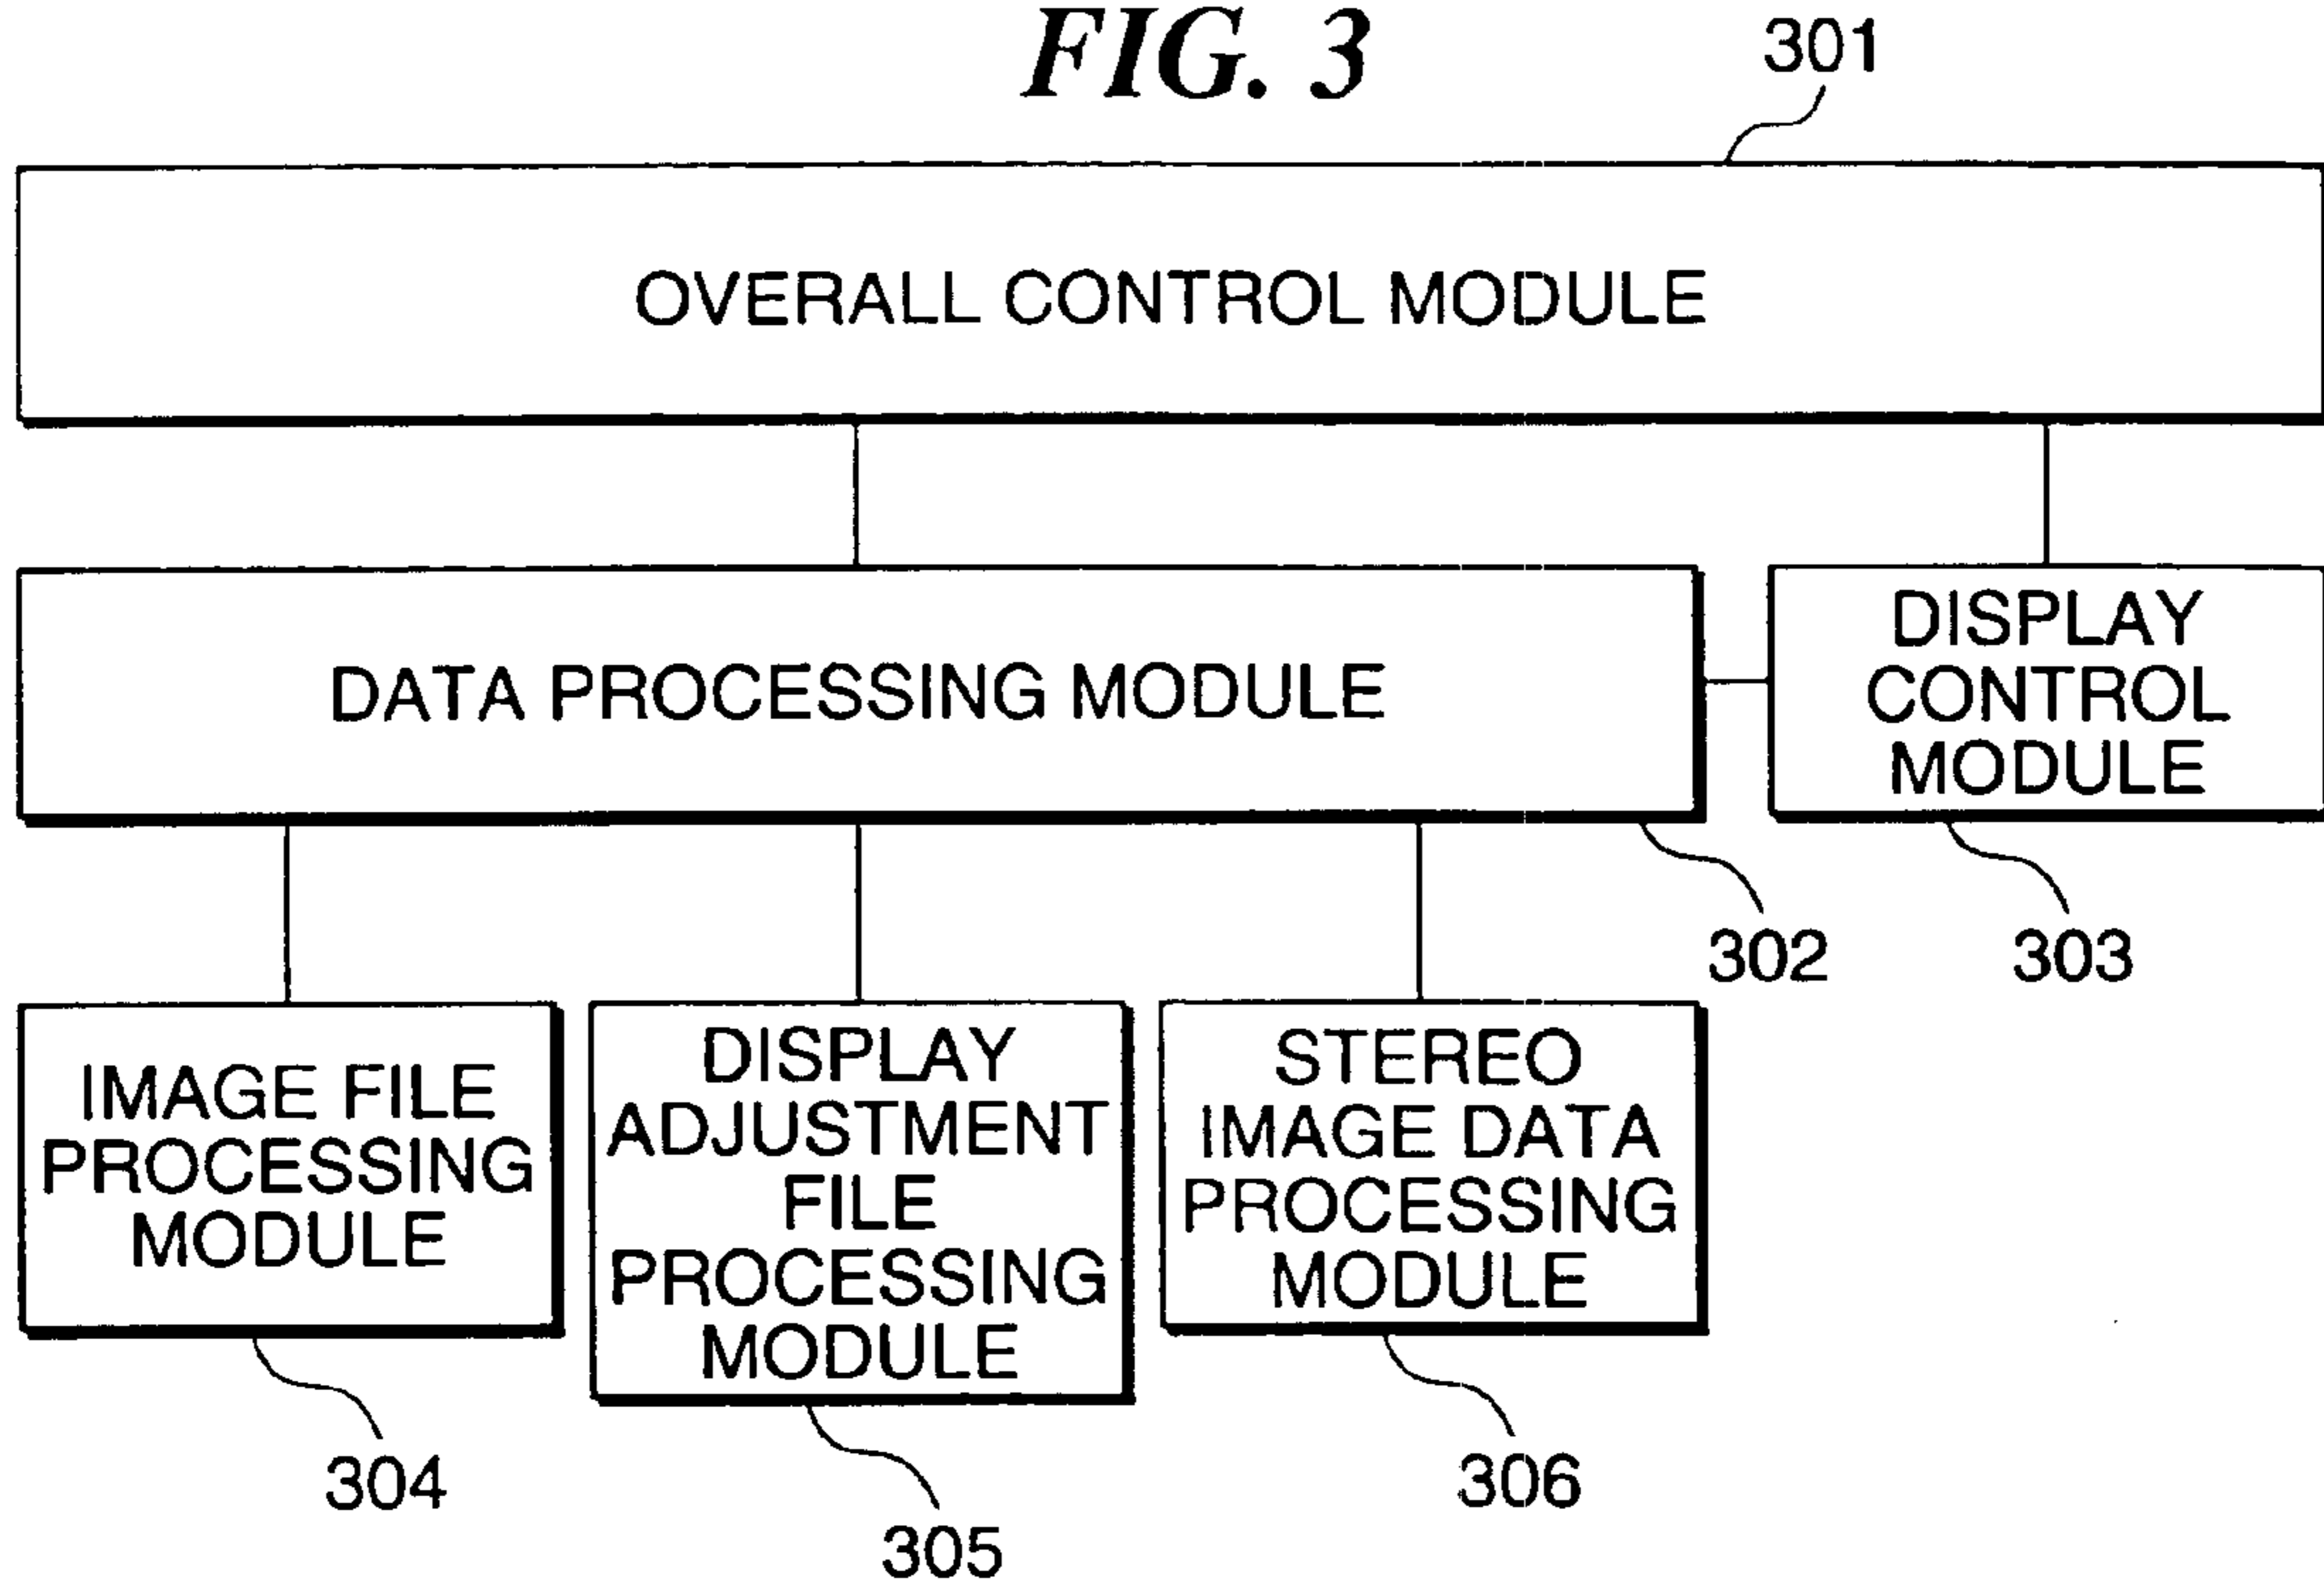 FIG. 3
301
OVERALL CONTROL MODULE
DATA PROCESSING MODULE
DISPLAY
CONTROL
MODULE
302
303
IMAGE FILE
PROCESSING
MODULE
DISPLAY
ADJUSTMENT
FILE
PROCESSING
MODULE
STEREO
IMAGE DATA
PROCESSING
MODULE
304
305
306